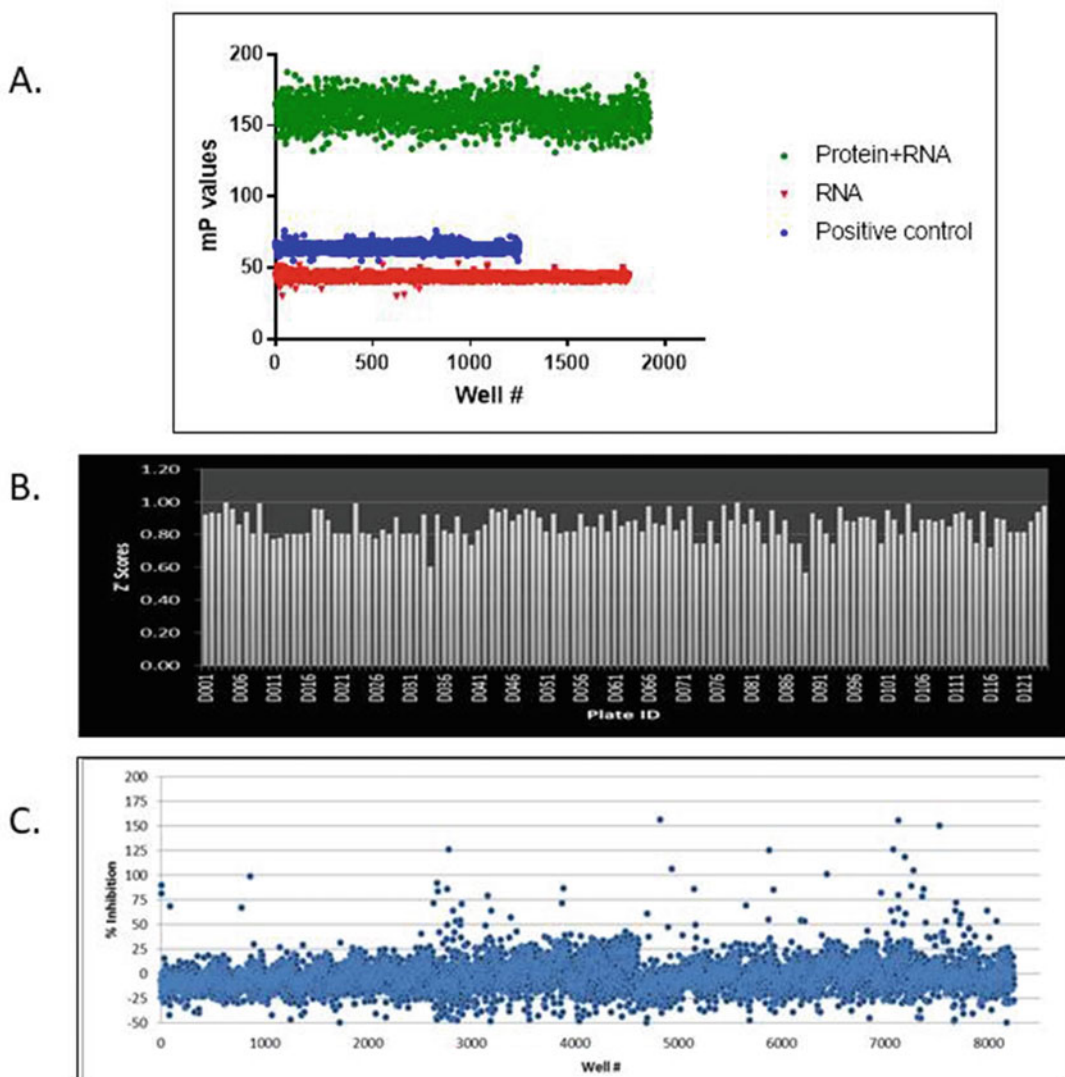 A.
200
150
100
50
0
mP values
0 500 1000 1500 2000
Well #
Protein+RNA
RNA
Positive control
B.
1.20
1.00
0.80
0.60
0.40
0.20
0.00
Z' Scores
D001 D006 D011 D016 D021 D026 D031 D036 D041 D046 D051 D056 D061 D066 D071 D076 D081 D086 D091 D096 D101 D106 D111 D116 D121
Plate ID
C.
200
175
150
125
100
75
50
25
0
-25
-50
% Inhibition
0 1000 2000 3000 4000 5000 6000 7000 8000
Well #